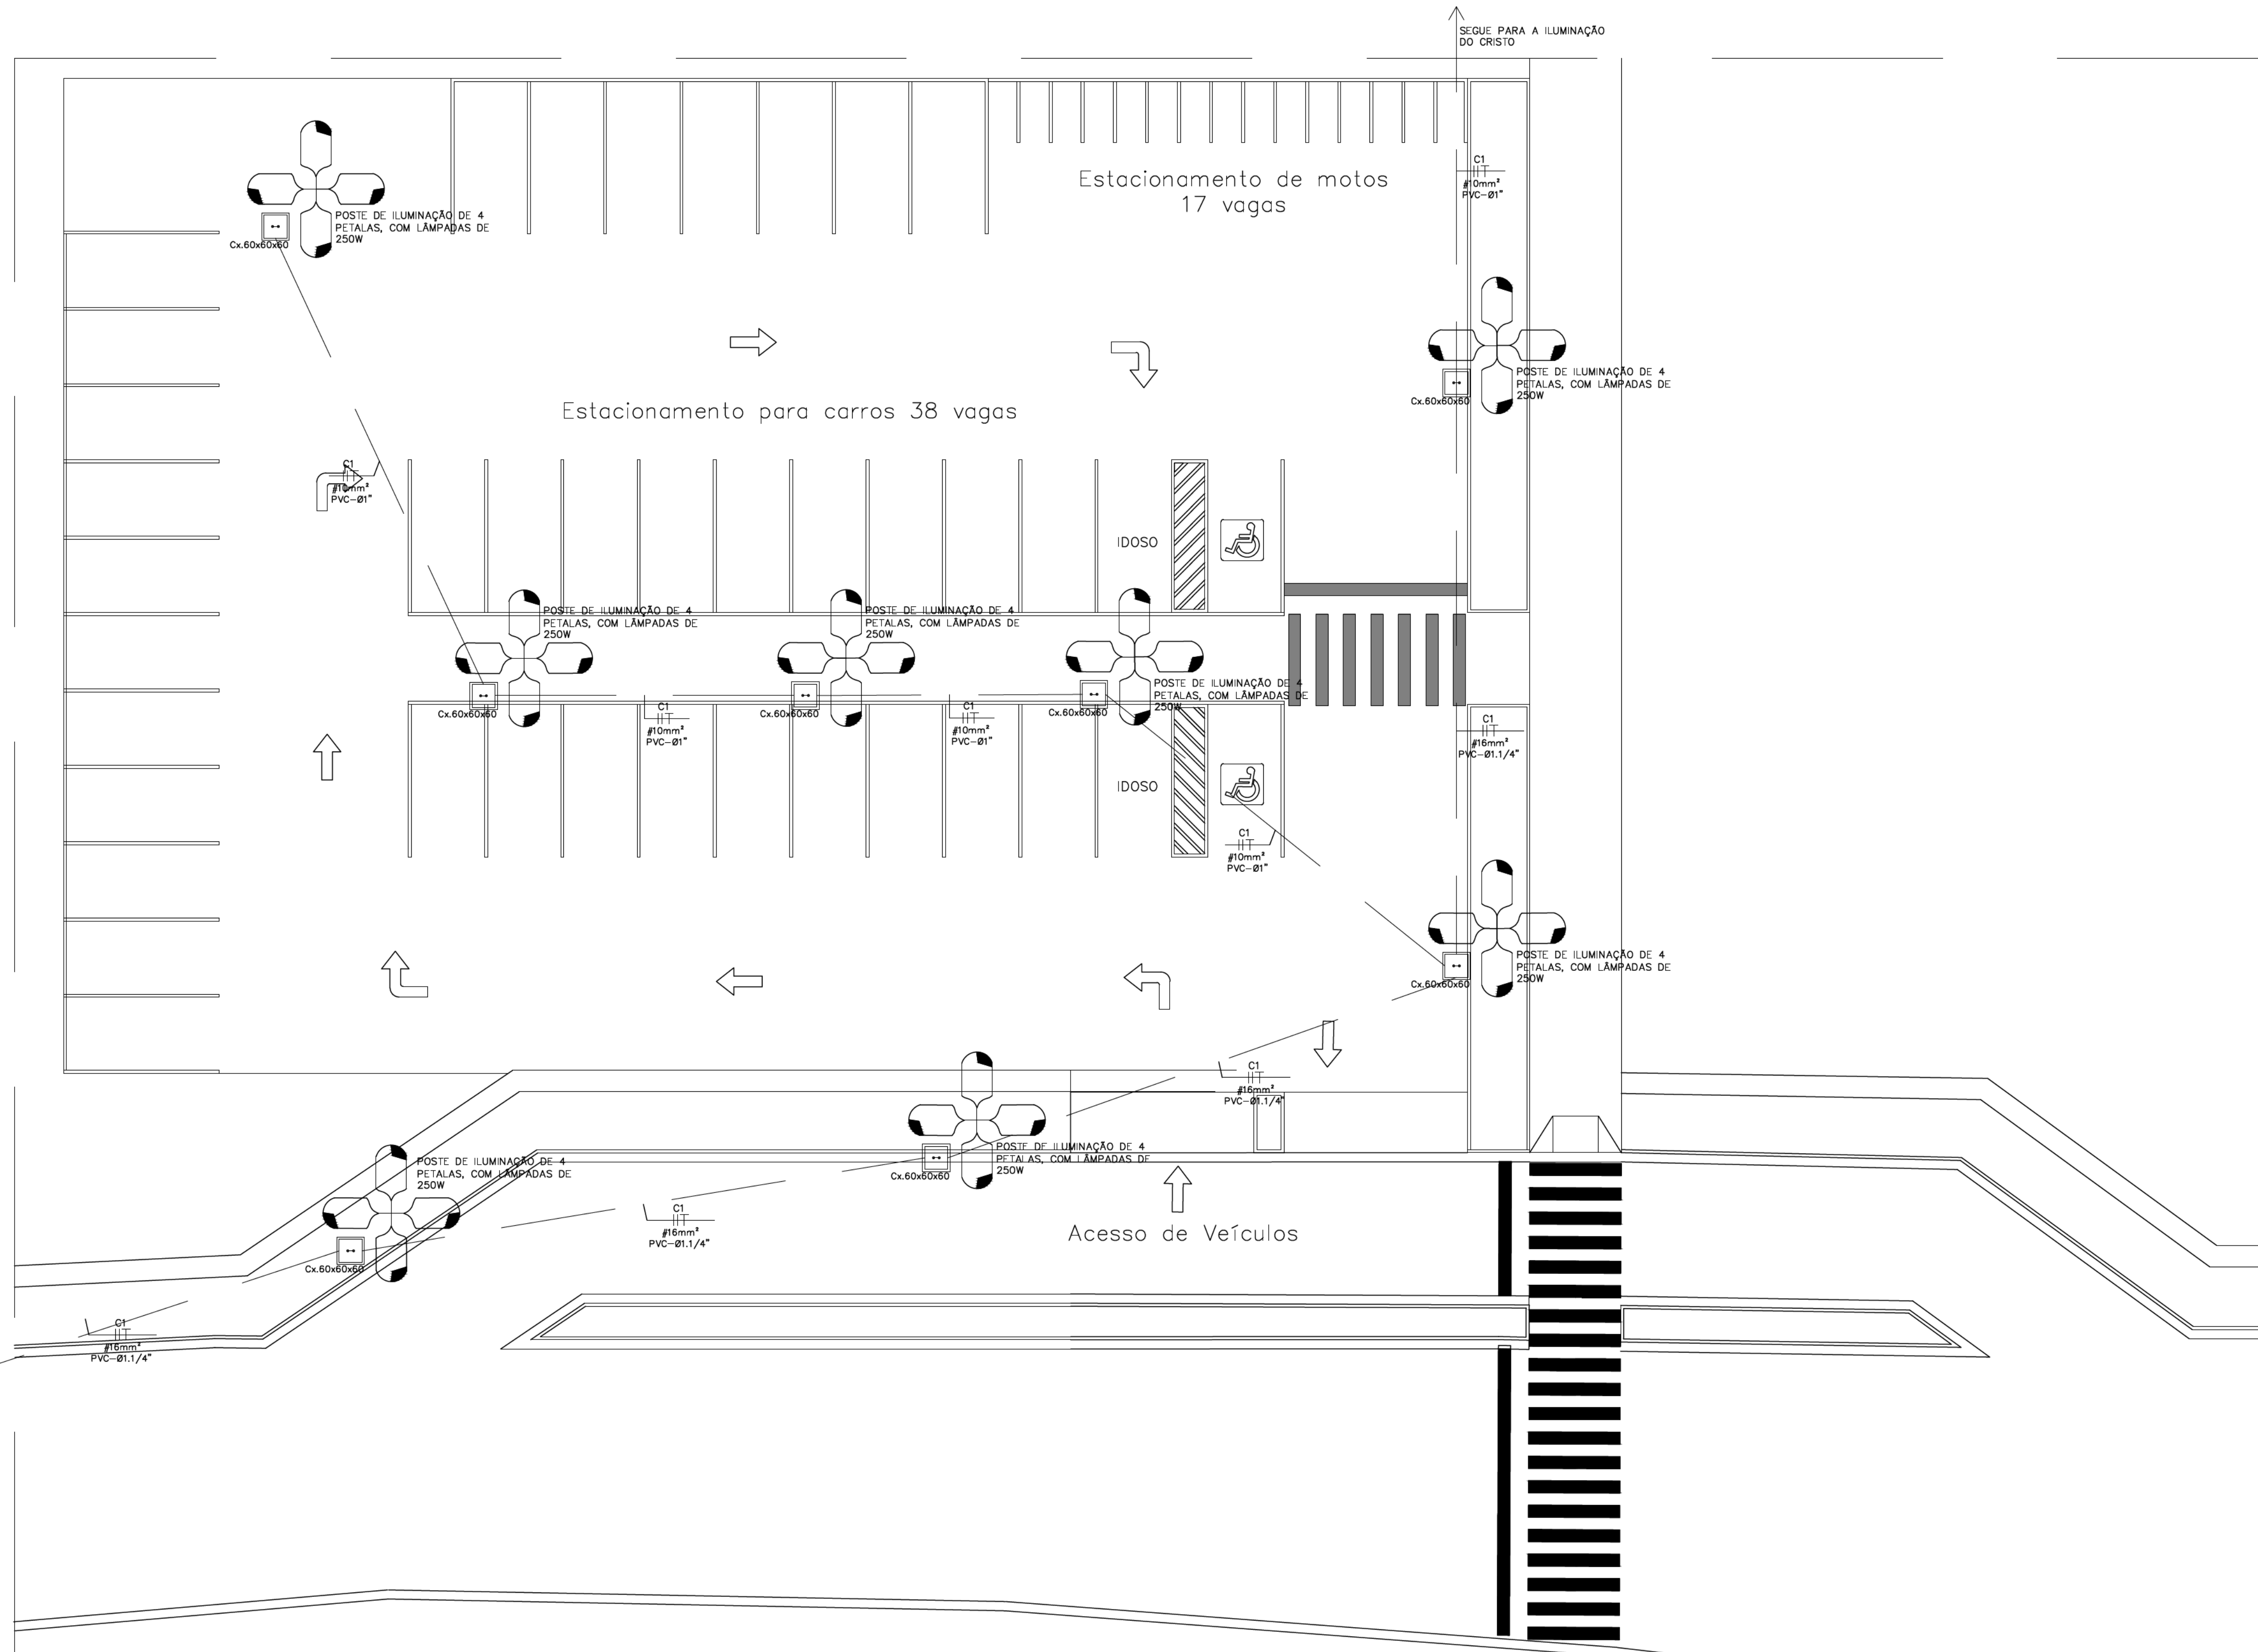 SEGUE PARA A ILUMINAÇÃO
DO CRISTO
C1
#10mm²
PVC-Ø1"
Estacionamento de motos
17 vagas
POSTE DE ILUMINAÇÃO DE 4
PETALAS, COM LÂMPADAS DE
250W
Cx.60x60x60
POSTE DE ILUMINAÇÃO DE 4
PETALAS, COM LÂMPADAS DE
250W
Cx.60x60x60
Estacionamento para carros 38 vagas
C1
#10mm²
PVC-Ø1"
IDOSO
POSTE DE ILUMINAÇÃO DE 4
PETALAS, COM LÂMPADAS DE
250W
Cx.60x60x60
POSTE DE ILUMINAÇÃO DE 4
PETALAS, COM LÂMPADAS DE
250W
Cx.60x60x60
POSTE DE ILUMINAÇÃO DE 4
PETALAS, COM LÂMPADAS DE
250W
Cx.60x60x60
C1
#10mm²
PVC-Ø1"
C1
#10mm²
PVC-Ø1"
C1
#16mm²
PVC-Ø1.1/4"
IDOSO
C1
#10mm²
PVC-Ø1"
POSTE DE ILUMINAÇÃO DE 4
PETALAS, COM LÂMPADAS DE
250W
Cx.60x60x60
C1
#16mm²
PVC-Ø1.1/4"
POSTE DE ILUMINAÇÃO DE 4
PETALAS, COM LÂMPADAS DE
250W
Cx.60x60x60
POSTE DE ILUMINAÇÃO DE 4
PETALAS, COM LÂMPADAS DE
250W
Cx.60x60x60
C1
#16mm²
PVC-Ø1.1/4"
Acesso de Veículos
C1
#16mm²
PVC-Ø1.1/4"